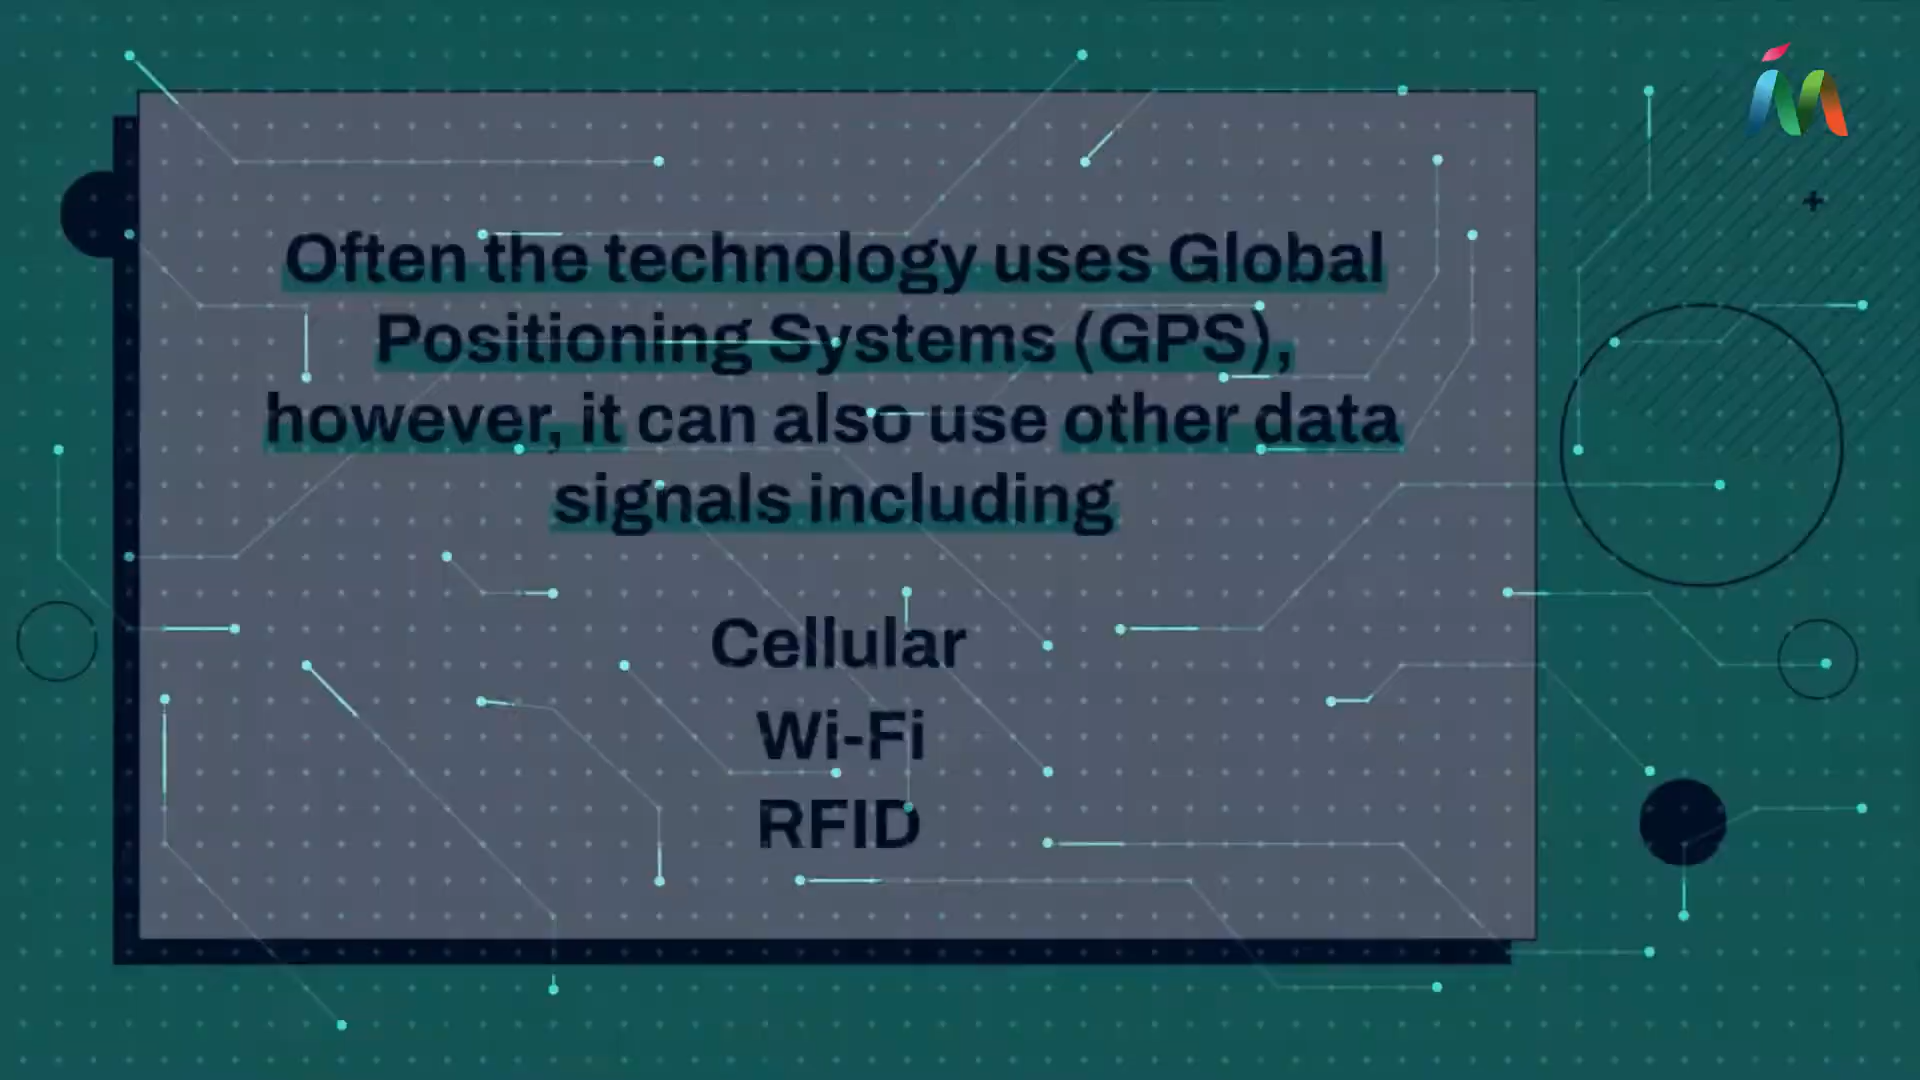 Often the technology uses Global
Positioning Systems (GPS),
however, it can also use other data
signals including
Cellular
Wi-Fi
RFID